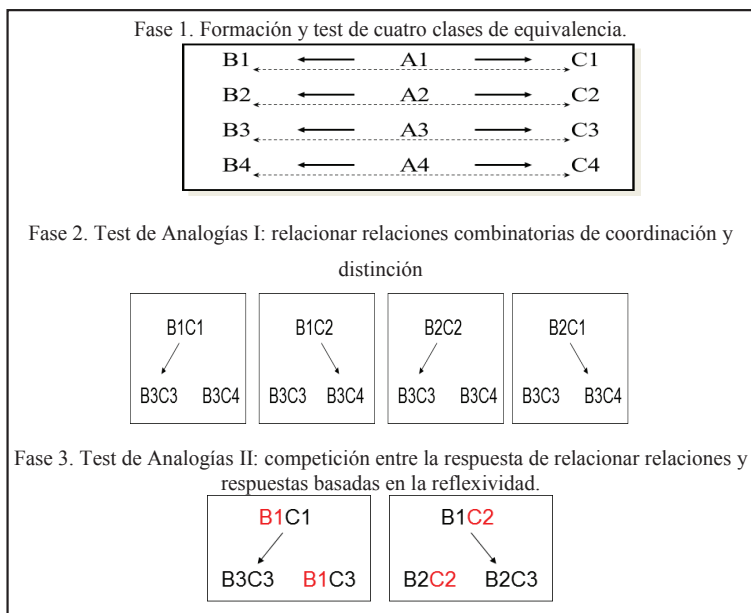 Fase 1. Formación y test de cuatro clases de equivalencia.
B1 A1 C1
B2 A2 C2
B3 A3 C3
B4 A4 C4
Fase 2. Test de Analogías I: relacionar relaciones combinatorias de coordinación y
distinción
B1C1 B1C2 B2C2 B2C1
B3C3 B3C4 B3C3 B3C4 B3C3 B3C4 B3C3 B3C4
Fase 3. Test de Analogías II: competición entre la respuesta de relacionar relaciones y
respuestas basadas en la reflexividad.
B1C1 B1C2
B3C3 B1C3 B2C2 B2C3